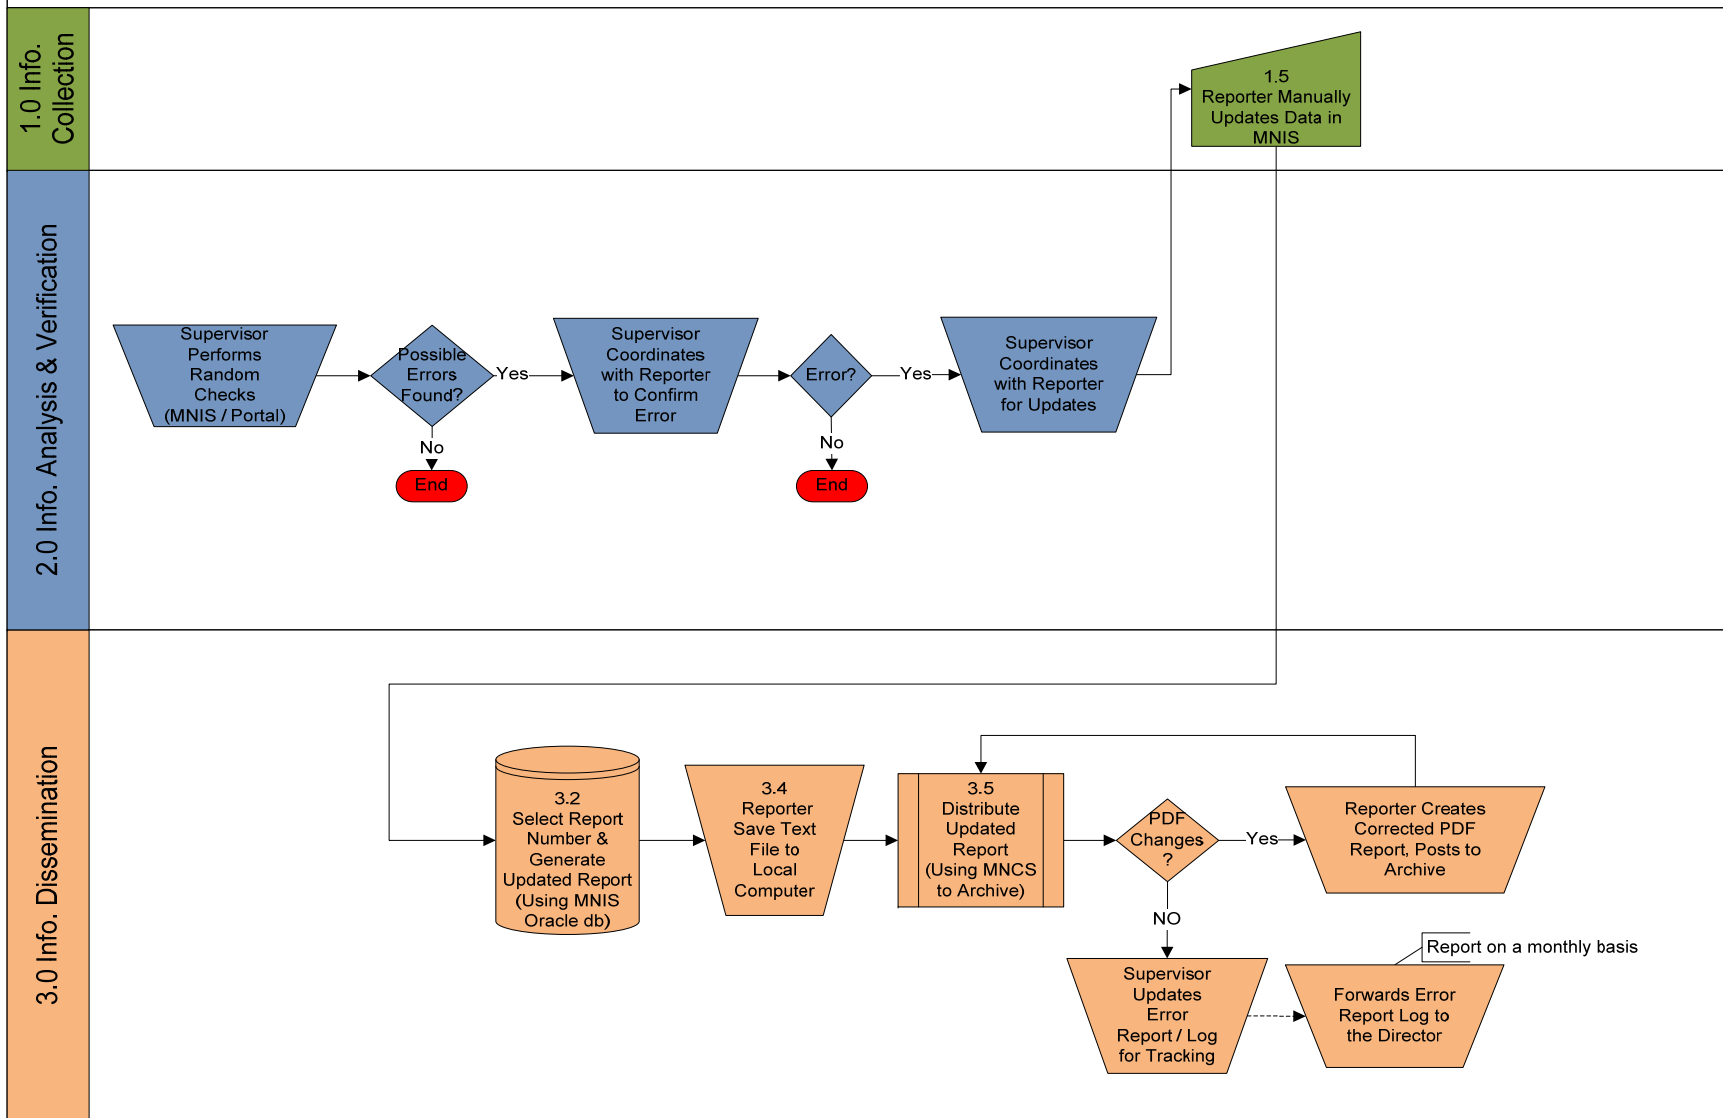 1.0 Info.
Collection
1.5
Reporter Manually
Updates Data in
MNIS
2.0 Info. Analysis & Verification
Supervisor
Performs
Random
Checks
(MNIS / Portal)
Possible
Errors
Found?
Yes
No
End
Supervisor
Coordinates
with Reporter
to Confirm
Error
Error?
Yes
No
End
Supervisor
Coordinates
with Reporter
for Updates
3.0 Info. Dissemination
3.2
Select Report
Number &
Generate
Updated Report
(Using MNIS
Oracle db)
3.4
Reporter
Save Text
File to
Local
Computer
3.5
Distribute
Updated
Report
(Using MNCS
to Archive)
PDF
Changes
?
Yes
NO
Reporter Creates
Corrected PDF
Report, Posts to
Archive
Supervisor
Updates
Error
Report / Log
for Tracking
Report on a monthly basis
Forwards Error
Report Log to
the Director